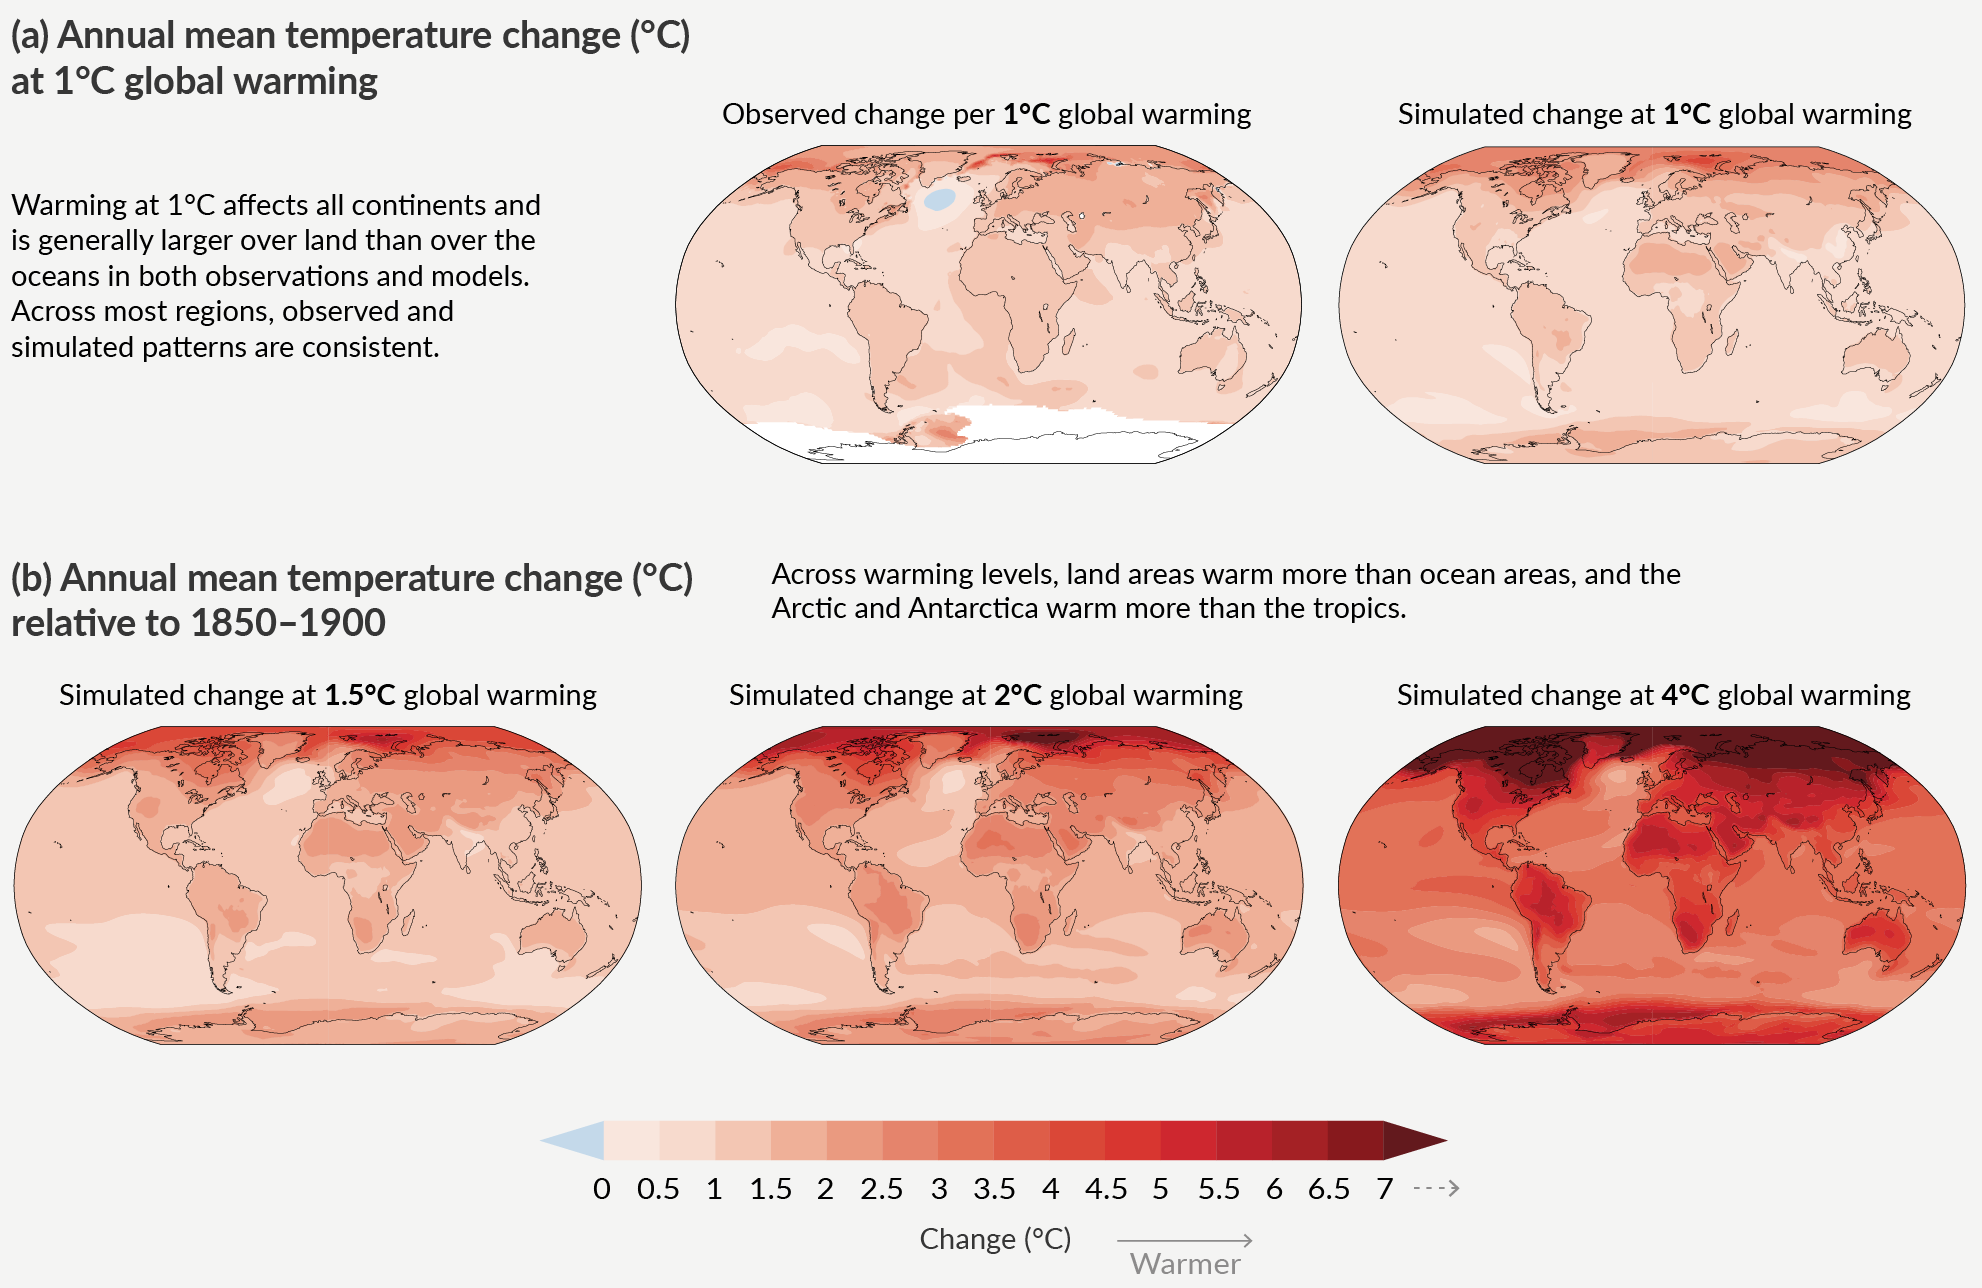 (a) Annual mean temperature change (°C)
at 1°C global warming
Observed change per 1°C global warming
Simulated change at 1°C global warming
Warming at 1°C affects all continents and
is generally larger over land than over the
oceans in both observations and models.
Across most regions, observed and
simulated patterns are consistent.
(b) Annual mean temperature change (°C)
relative to 1850–1900
Across warming levels, land areas warm more than ocean areas, and the
Arctic and Antarctica warm more than the tropics.
Simulated change at 1.5°C global warming
Simulated change at 2°C global warming
Simulated change at 4°C global warming
0 0.5 1 1.5 2 2.5 3 3.5 4 4.5 5 5.5 6 6.5 7
Change (°C)
Warmer